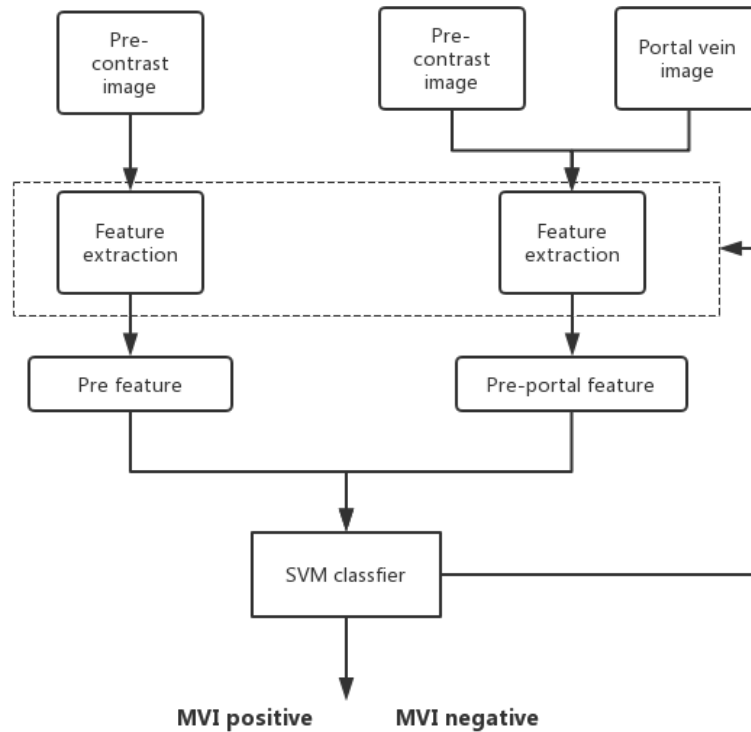 Pre-
contrast
image
Pre-
contrast
image
Portal vein
image
Feature
extraction
Feature
extraction
Pre feature
Pre-portal feature
SVM classfier
MVI positive
MVI negative